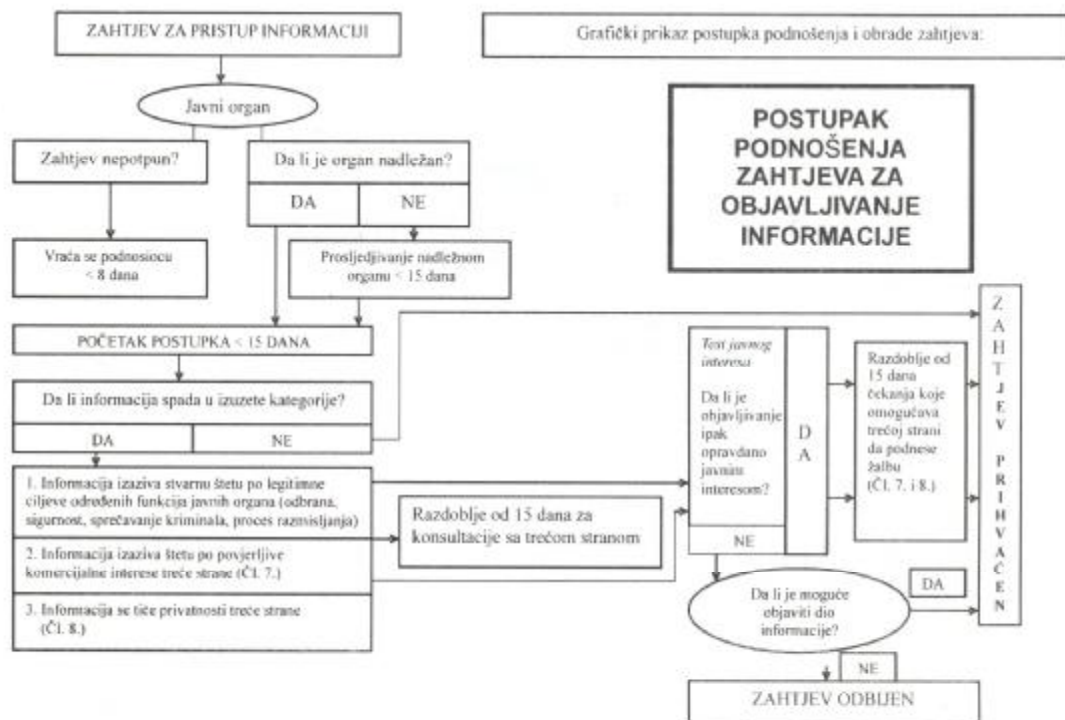 ZAHTJEV ZA PRISTUP INFORMACIJI
Grafički prikaz postupka podnošenja i obrade zahtjeva:
Javni organ
POSTUPAK
PODNOŠENJA
ZAHTJEVA ZA
OBJAVLJIVANJE
INFORMACIJE
Zahtjev nepotpun?
Da li je organ nadležan?
DA
NE
Vraća se podnosiocu
< 8 dana
Prosljedjivanje nadležnom
organu < 15 dana
POČETAK POSTUPKA < 15 DANA
Da li informacija spada u izuzete kategorije?
DA
NE
1. Informacija izaziva stvarnu štetu po legitimne
ciljeve određenih funkcija javnih organa (odbrana,
sigurnost, sprečavanje kriminala, proces razmisljanja)
2. Informacija izaziva štetu po povjerljive
komercijalne interese treće strane (Čl. 7.)
3. Informacija se tiče privatnosti treće strane
(Čl. 8.)
Razdoblje od 15 dana za
konsultacije sa trećom stranom
Test javnog
interesa
Da li je
objavljivanje
ipak
opravdano
javnim
interesom?
NE
DA
Razdoblje od
15 dana
čekanja koje
omogućava
trećoj strani
da podnese
žalbu
(Čl. 7. i 8.)
ZAHTJEV PRIHVAĆEN
Da li je moguće
objaviti dio
informacije?
DA
NE
ZAHTJEV ODBIJEN